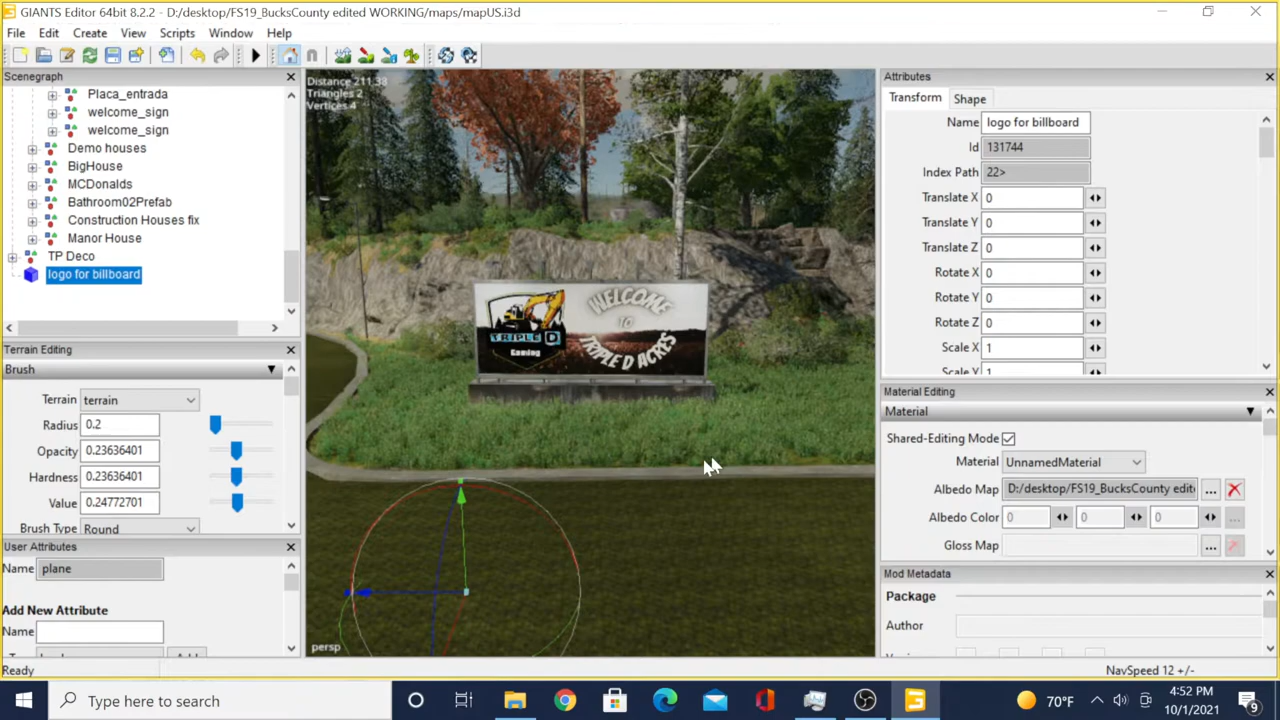 GIANTS Editor 64bit 8.2.2 - D:/desktop/FS19_BucksCounty edited WORKING/maps/mapUS.i3d
File Edit Create View Scripts Window Help
Scenegraph
Placa_entrada
welcome_sign
welcome_sign
Demo houses
BigHouse
MCDonalds
Bathroom02Prefab
Construction Houses fix
Manor House
TP Deco
logo for billboard
Terrain Editing
Brush
Terrain terrain
Radius 0.2
Opacity 0.23636401
Hardness 0.23636401
Value 0.24772701
Brush Type Round
User Attributes
Name plane
Add New Attribute
Name
Ready
Distance 211.38
Triangles 2
Vertices 4
TRIPLE D
Gaming
WELCOME
TO
TRIPLE D ACRES
persp
Attributes
Transform Shape
Name logo for billboard
Id 131744
Index Path 22>
Translate X 0
Translate Y 0
Translate Z 0
Rotate X 0
Rotate Y 0
Rotate Z 0
Scale X 1
Scale Y 1
Material Editing
Material
Shared-Editing Mode
Material UnnamedMaterial
Albedo Map D:/desktop/FS19_BucksCounty edite
Albedo Color 0 0 0
Gloss Map
Mod Metadata
Package
Author
NavSpeed 12 +/-
Type here to search
70°F
4:52 PM
10/1/2021
9